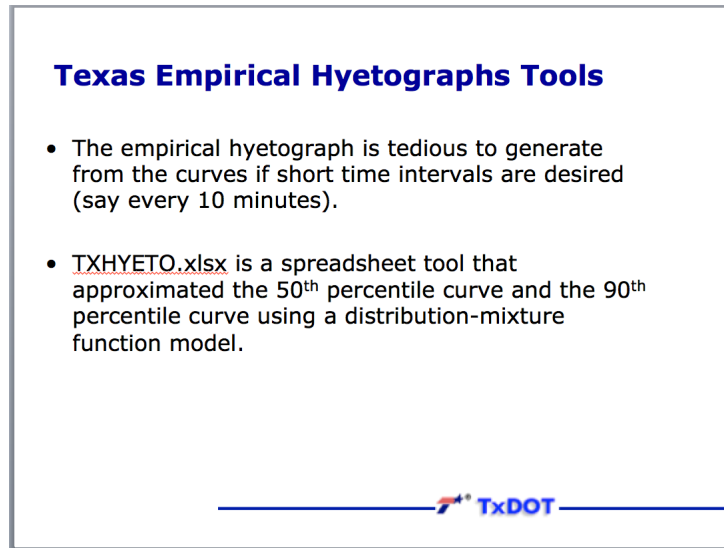 Texas Empirical Hyetographs Tools
• The empirical hyetograph is tedious to generate
from the curves if short time intervals are desired
(say every 10 minutes).
• TXHYETO.xlsx is a spreadsheet tool that
approximated the 50th percentile curve and the 90th
percentile curve using a distribution-mixture
function model.
® TxDOT